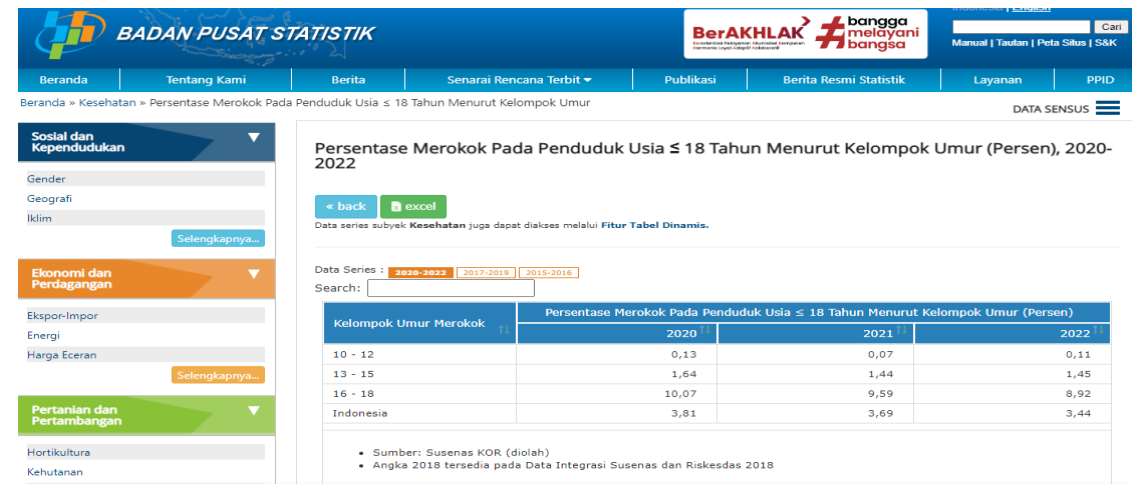 Indonesia | English
BADAN PUSAT STATISTIK
BerAKHLAK
bangga
melayani
bangsa
Cari
Manual | Tautan | Peta Situs | S&K
Beranda Tentang Kami Berita Senarai Rencana Terbit Publikasi Berita Resmi Statistik Layanan PPID
Beranda » Kesehatan » Persentase Merokok Pada Penduduk Usia ≤ 18 Tahun Menurut Kelompok Umur
DATA SENSUS
Sosial dan
Kependudukan
Gender
Geografi
Iklim
Selengkapnya...
Ekonomi dan
Perdagangan
Ekspor-Impor
Energi
Harga Eceran
Selengkapnya...
Pertanian dan
Pertambangan
Hortikultura
Kehutanan
Persentase Merokok Pada Penduduk Usia ≤ 18 Tahun Menurut Kelompok Umur (Persen), 2020-
2022
« back excel
Data series subyek Kesehatan juga dapat diakses melalui Fitur Tabel Dinamis.
Data Series : 2020-2022 2017-2019 2015-2016
Search:
Kelompok Umur Merokok Persentase Merokok Pada Penduduk Usia ≤ 18 Tahun Menurut Kelompok Umur (Persen)
2020 2021 2022
10 - 12 0,13 0,07 0,11
13 - 15 1,64 1,44 1,45
16 - 18 10,07 9,59 8,92
Indonesia 3,81 3,69 3,44
• Sumber: Susenas KOR (diolah)
• Angka 2018 tersedia pada Data Integrasi Susenas dan Riskesdas 2018